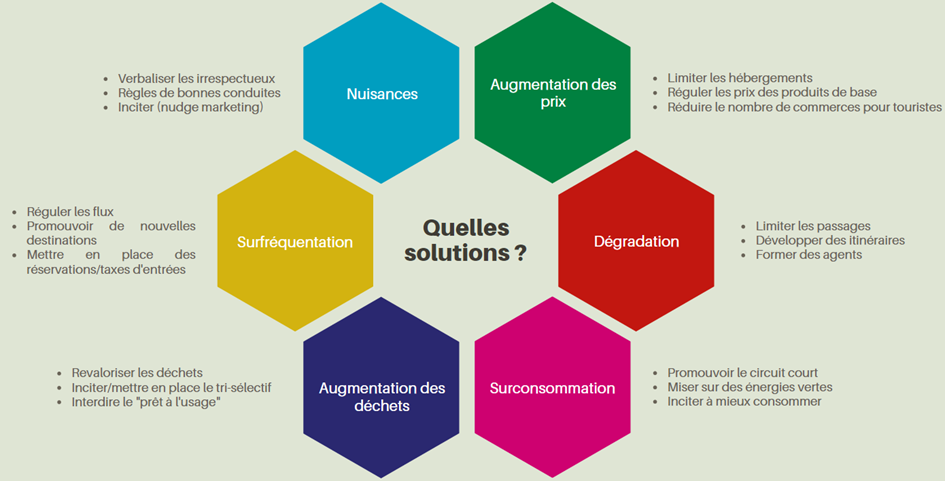 Nuisances
• Verbaliser les irrespectueux
• Règles de bonnes conduites
• Inciter (nudge marketing)
Augmentation des
prix
• Limiter les hébergements
• Réguler les prix des produits de base
• Réduire le nombre de commerces pour touristes
Surfréquentation
• Réguler les flux
• Promouvoir de nouvelles
destinations
• Mettre en place des
réservations/taxes d'entrées
Quelles
solutions ?
Dégradation
• Limiter les passages
• Développer des itinéraires
• Former des agents
Augmentation des
déchets
• Revaloriser les déchets
• Inciter/mettre en place le tri-sélectif
• Interdire le "prêt à l'usage"
Surconsommation
• Promouvoir le circuit court
• Miser sur des énergies vertes
• Inciter à mieux consommer